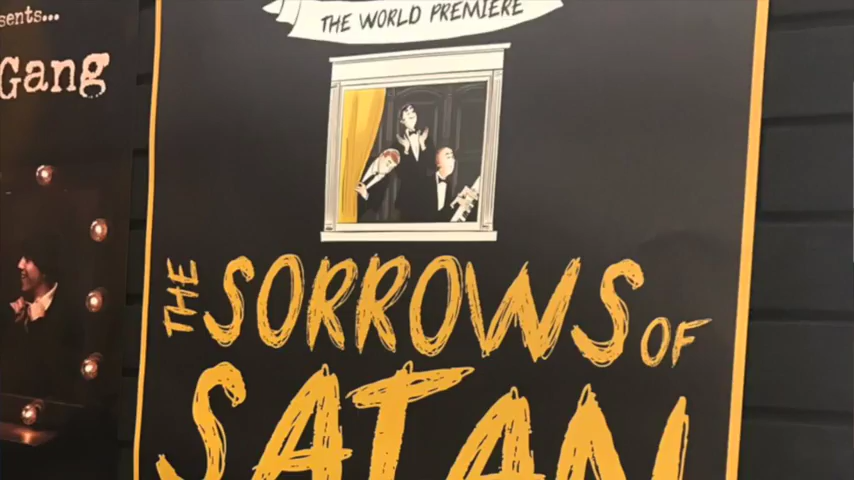 sents...
Gang
THE WORLD PREMIERE
THE SORROWS OF
SATAN